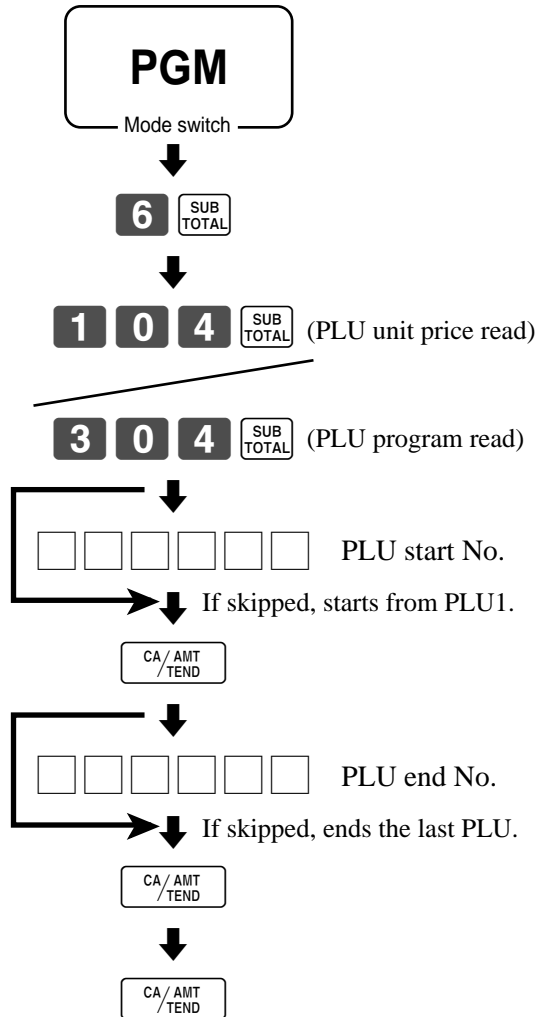 PGM
Mode switch
6 SUB TOTAL
1 0 4 SUB TOTAL (PLU unit price read)
3 0 4 SUB TOTAL (PLU program read)
PLU start No.
If skipped, starts from PLU1.
CA/AMT TEND
PLU end No.
If skipped, ends the last PLU.
CA/AMT TEND
CA/AMT TEND